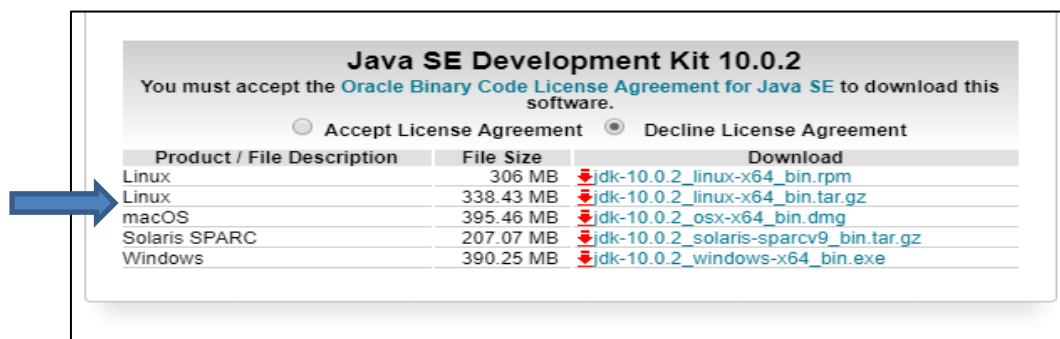 Java SE Development Kit 10.0.2
You must accept the Oracle Binary Code License Agreement for Java SE to download this
software.
Accept License Agreement Decline License Agreement
Product / File Description File Size Download
Linux 306 MB jdk-10.0.2_linux-x64_bin.rpm
Linux 338.43 MB jdk-10.0.2_linux-x64_bin.tar.gz
macOS 395.46 MB jdk-10.0.2_osx-x64_bin.dmg
Solaris SPARC 207.07 MB jdk-10.0.2_solaris-sparcv9_bin.tar.gz
Windows 390.25 MB jdk-10.0.2_windows-x64_bin.exe